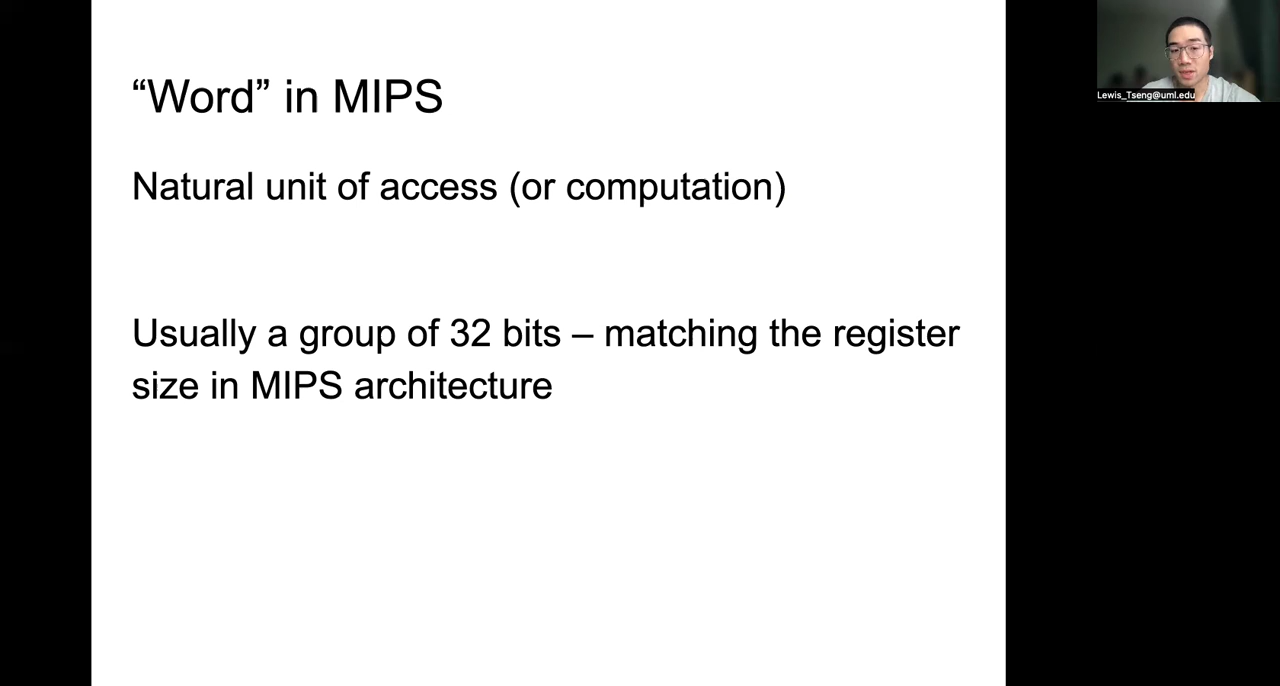 “Word” in MIPS
Natural unit of access (or computation)
Usually a group of 32 bits – matching the register
size in MIPS architecture
Lewis_Tseng@uml.edu